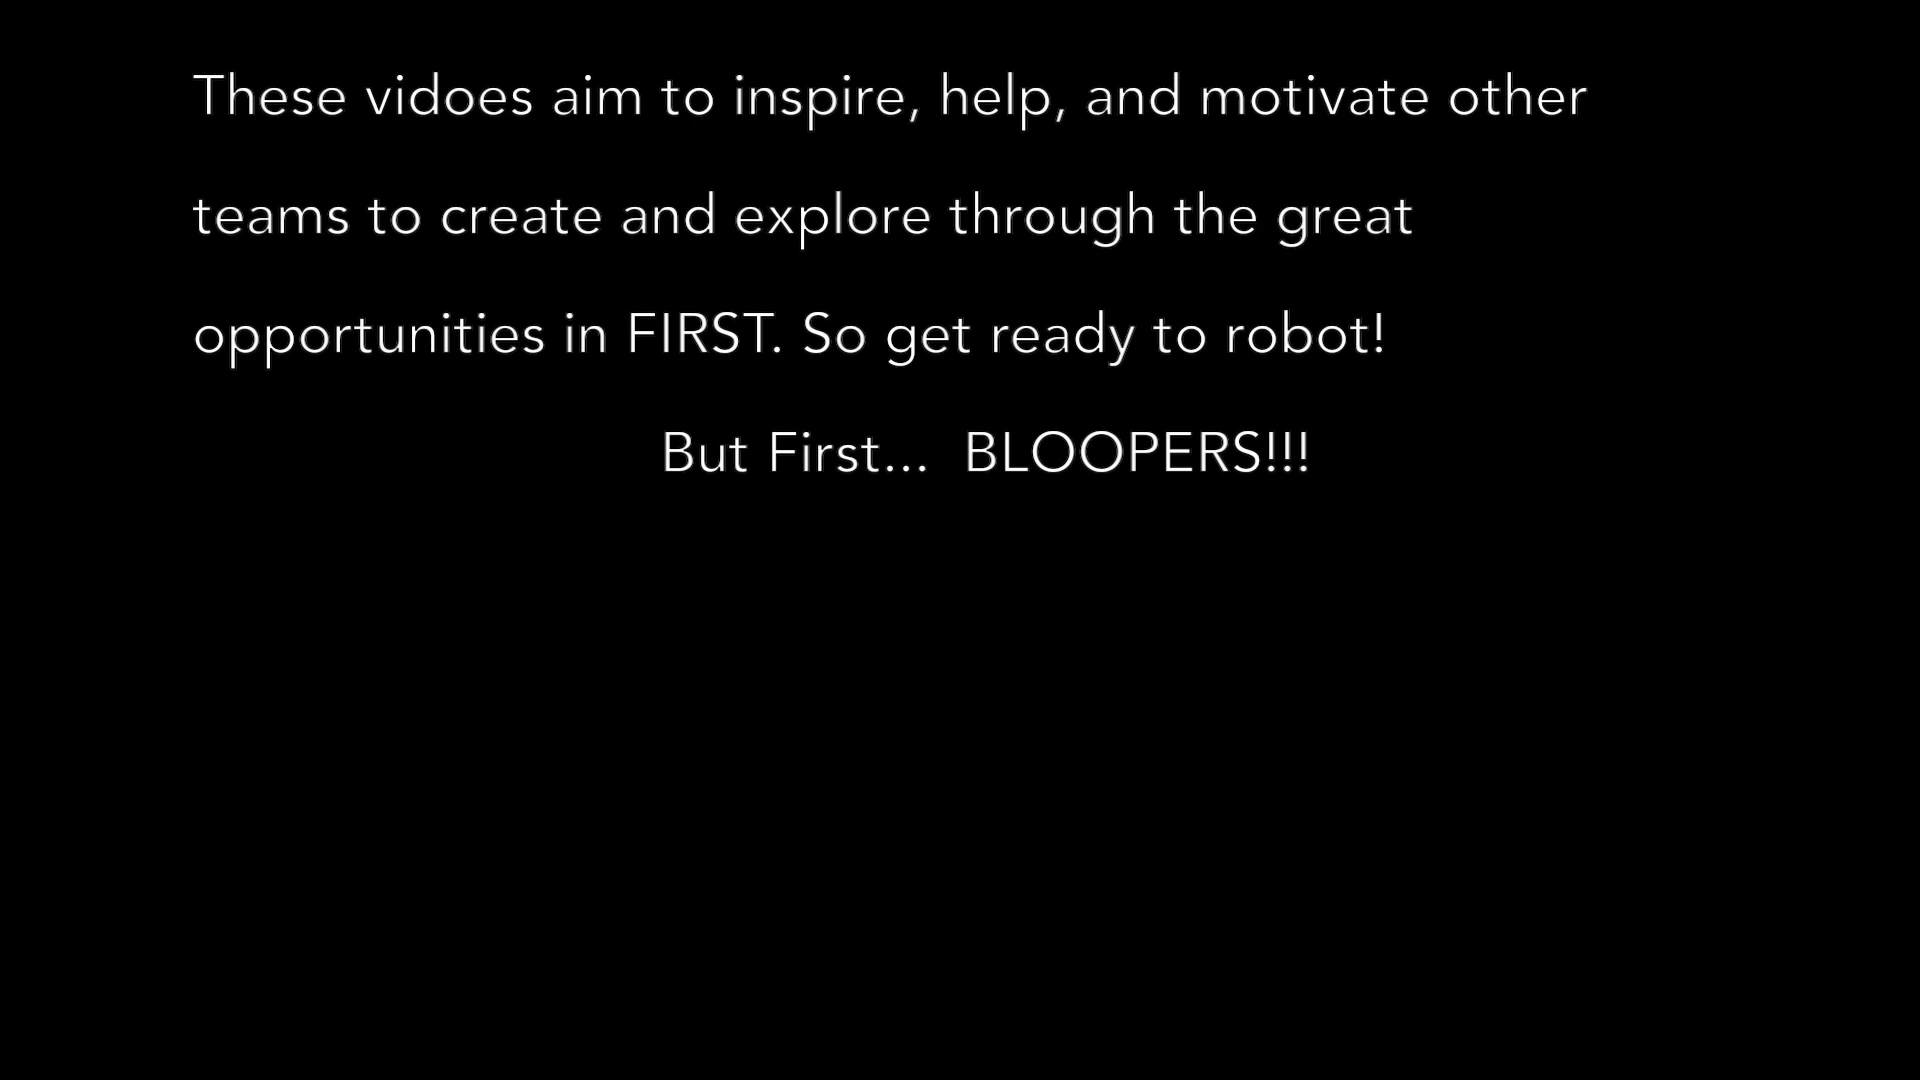 These vidoes aim to inspire, help, and motivate other
teams to create and explore through the great
opportunities in FIRST. So get ready to robot!
But First... BLOOPERS!!!